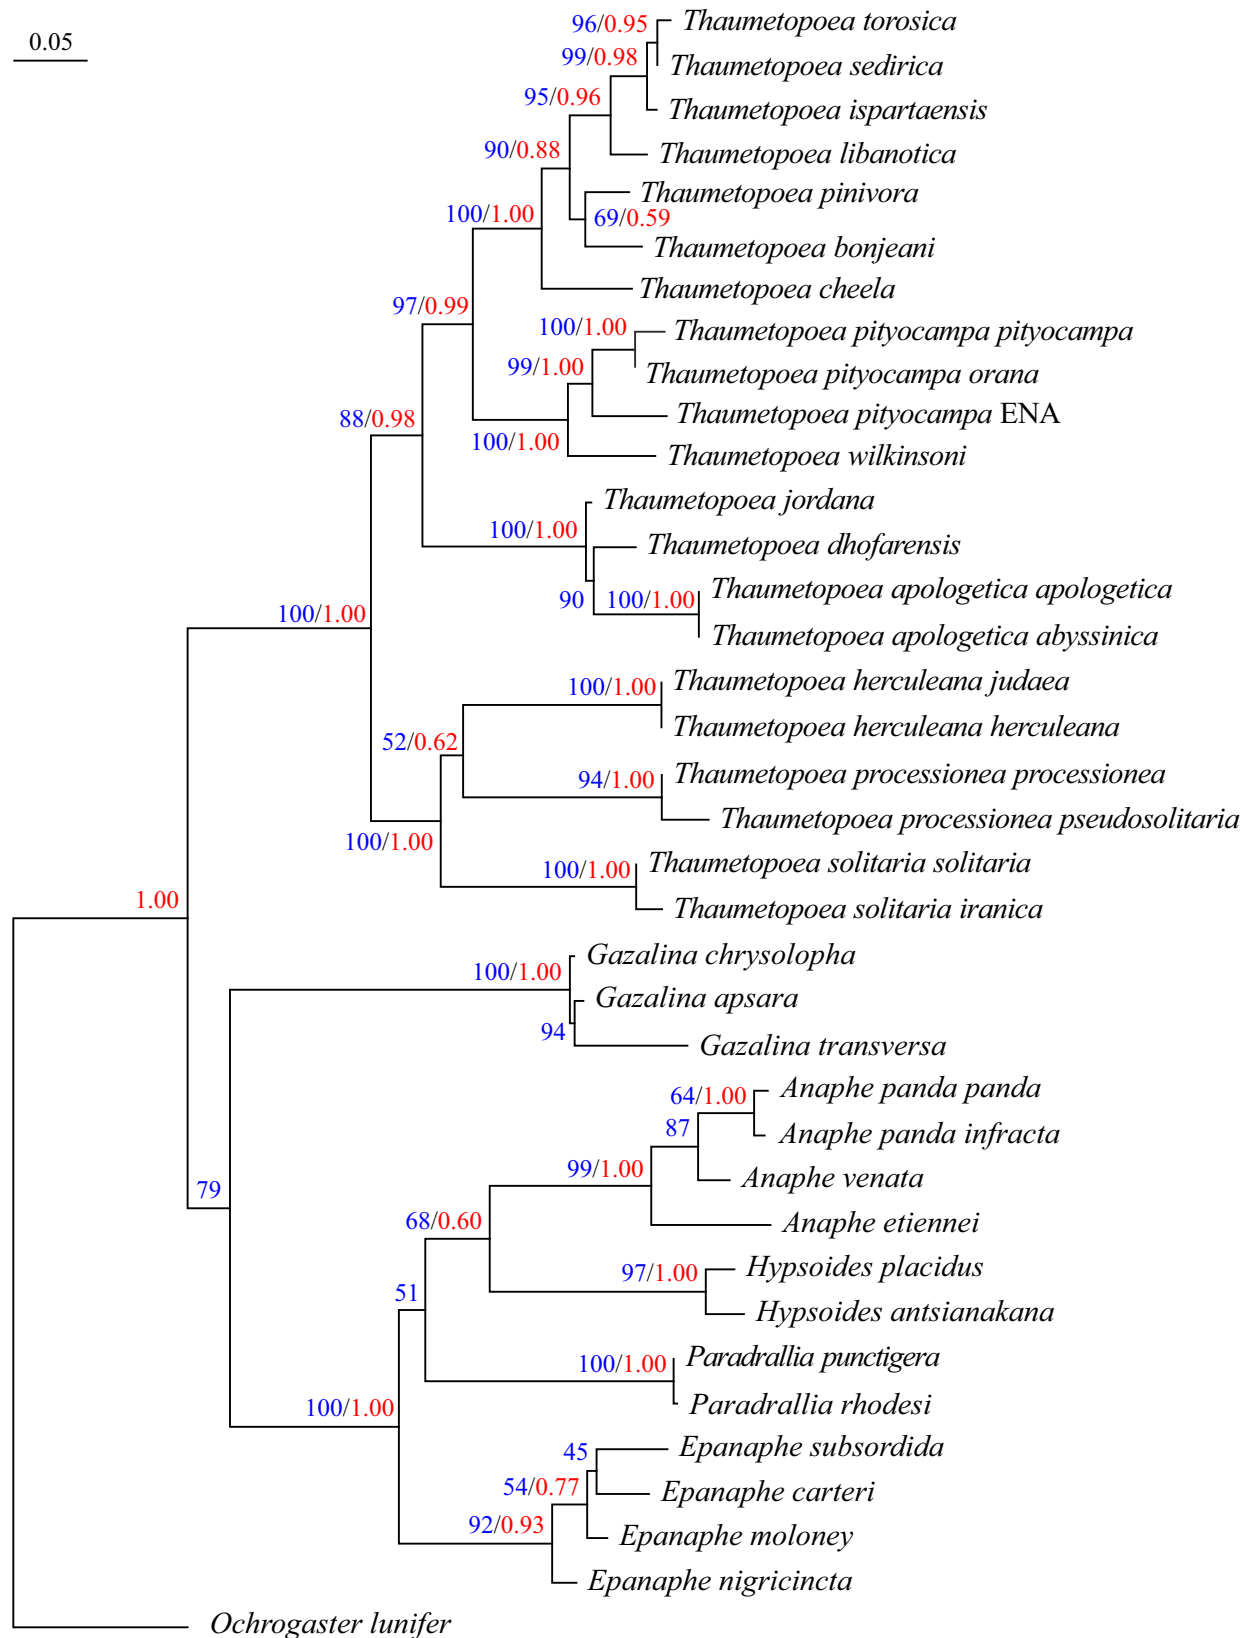 96/0.95 Thaumetopoea torosica
0.05
99/0.98 Thaumetopoea sedirica
95/0.96 Thaumetopoea ispartaensis
90/0.88 Thaumetopoea libanotica
Thaumetopoea pinivora
100/1.00 69/0.59
Thaumetopoea bonjeani
Thaumetopoea cheela
97/0.99
100/1.00 Thaumetopoea pityocampa pityocampa
99/1.00 Thaumetopoea pityocampa orana
88/0.98 Thaumetopoea pityocampa ENA
100/1.00 Thaumetopoea wilkinsoni
Thaumetopoea jordana
100/1.00 Thaumetopoea dhofarensis
Thaumetopoea apologetica apologetica
90 100/1.00
100/1.00 Thaumetopoea apologetica abyssinica
100/1.00 Thaumetopoea herculeana judaea
Thaumetopoea herculeana herculeana
52/0.62
94/1.00 Thaumetopoea processionea processionea
Thaumetopoea processionea pseudosolitaria
100/1.00
100/1.00 Thaumetopoea solitaria solitaria
1.00 Thaumetopoea solitaria iranica
Gazalina chrysolopha
100/1.00
Gazalina apsara
94
Gazalina transversa
64/1.00 Anaphe panda panda
87 Anaphe panda infracta
99/1.00 Anaphe venata
79
68/0.60 Anaphe etiennei
97/1.00 Hypsoides placidus
51
Hypsoides antsianakana
100/1.00 Paradrallia punctigera
100/1.00 Paradrallia rhodesi
45 Epanaphe subsordida
54/0.77 Epanaphe carteri
92/0.93 Epanaphe moloney
Epanaphe nigricincta
Ochrogaster lunifer